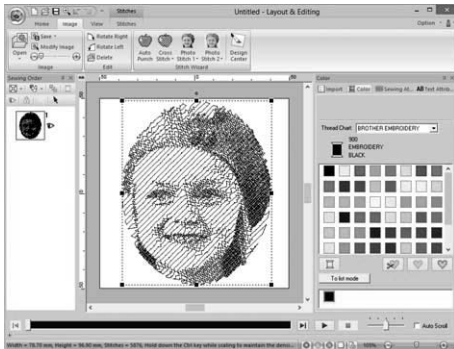 Stitches
Untitled - Layout & Editing
Home Image View Stitches
Option
Open
Save
Modify Image
Image
Rotate Right
Rotate Left
Delete
Edit
Auto Punch
Cross Stitch
Photo Stitch 1
Photo Stitch 2
Stitch Wizard
Design Center
Sewing Order
Color
Import Color Sewing At... Text Attrib...
Thread Chart: BROTHER EMBROIDERY
900
EMBROIDERY
BLACK
To list mode
Auto Scroll
Hold down the Ctrl key while scaling to maintain the
100%